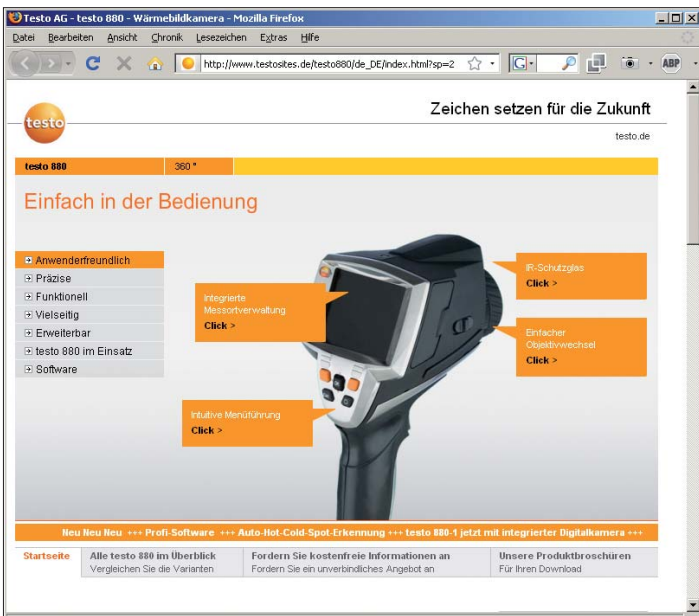 Testo AG - testo 880 - Wärmebildkamera - Mozilla Firefox
Datei Bearbeiten Ansicht Chronik Lesezeichen Extras Hilfe
http://www.testosites.de/testo880/de_DE/index.html?sp=2
G
ABP
testo
Zeichen setzen für die Zukunft
testo.de
testo 880 360 °
Einfach in der Bedienung
Anwenderfreundlich
Präzise
Funktionell
Vielseitig
Erweiterbar
testo 880 im Einsatz
Software
IR-Schutzglas
Click >
Integrierte
Messortverwaltung
Click >
Einfacher
Objektivwechsel
Click >
Intuitive Menüführung
Click >
Neu Neu Neu +++ Profi-Software +++ Auto-Hot-Cold-Spot-Erkennung +++ testo 880-1 jetzt mit integrierter Digitalkamera +++
Startseite
Alle testo 880 im Überblick
Vergleichen Sie die Varianten
Fordern Sie kostenfreie Informationen an
Fordern Sie ein unverbindliches Angebot an
Unsere Produktbroschüren
Für Ihren Download